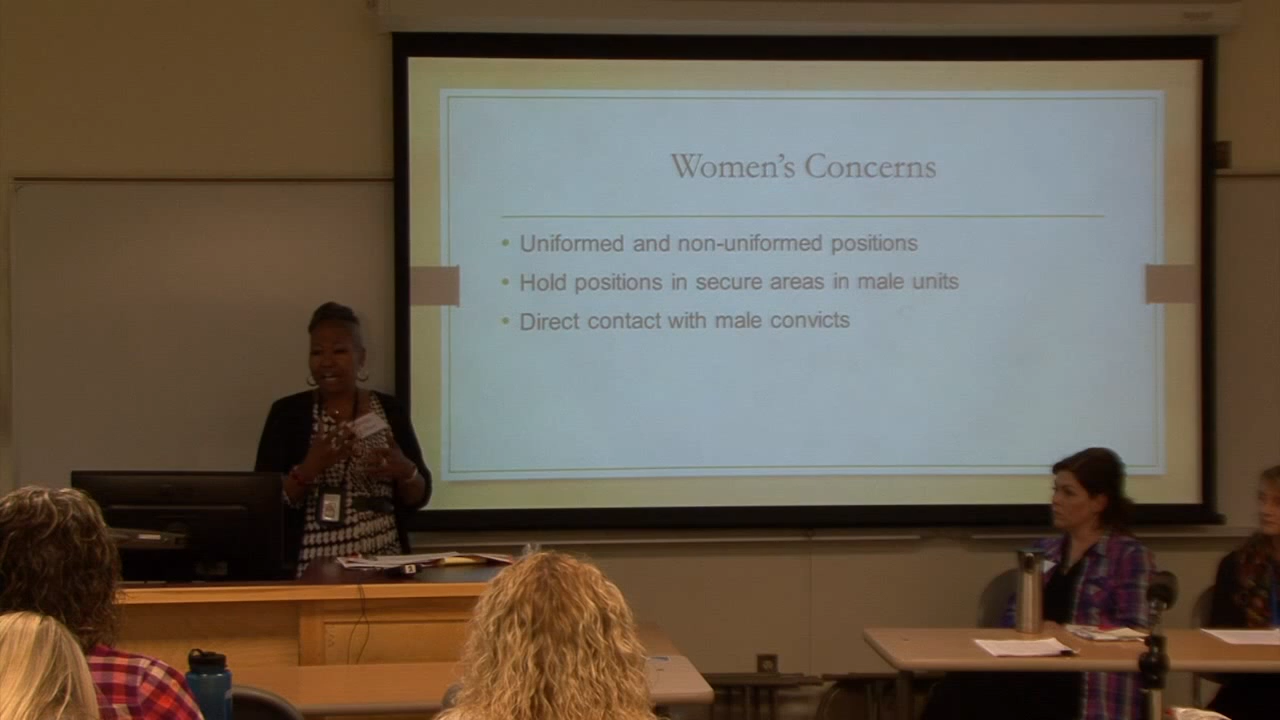 Women's Concerns
• Uniformed and non-uniformed positions
• Hold positions in secure areas in male units
• Direct contact with male convicts